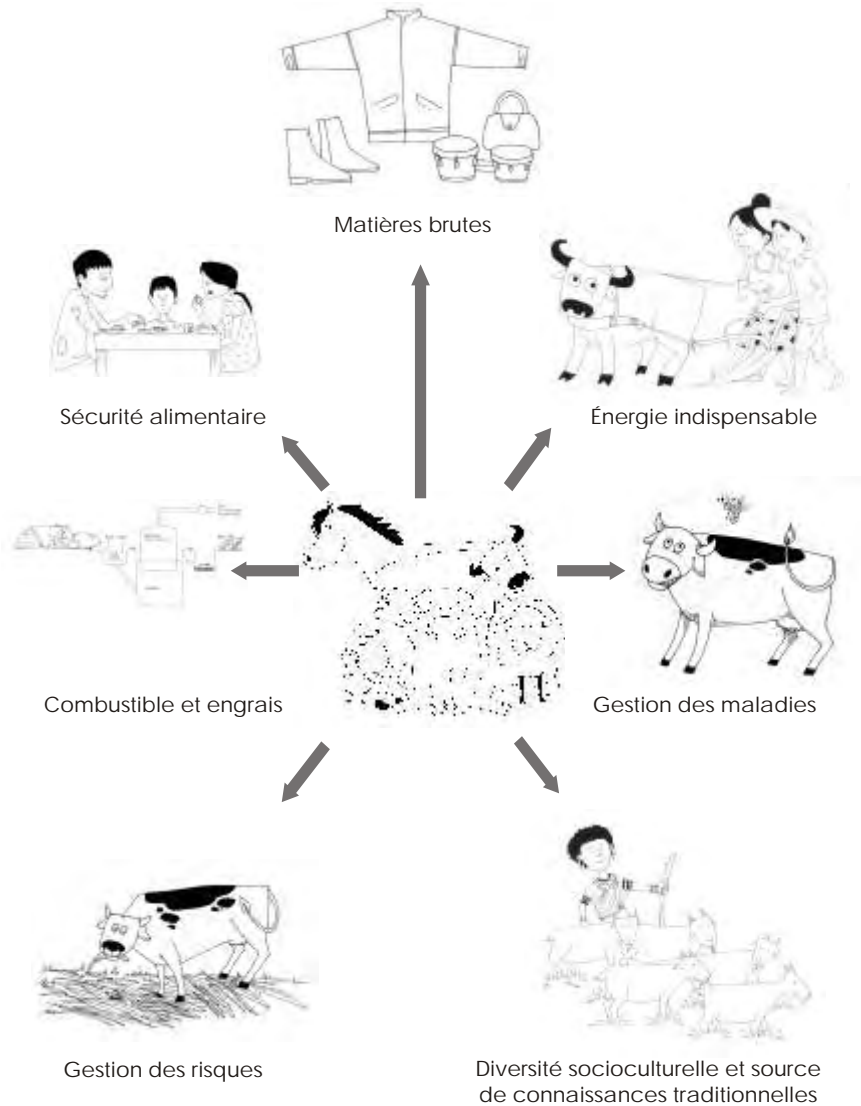 Matières brutes
Sécurité alimentaire
Énergie indispensable
Combustible et engrais
Gestion des maladies
Gestion des risques
Diversité socioculturelle et source
de connaissances traditionnelles